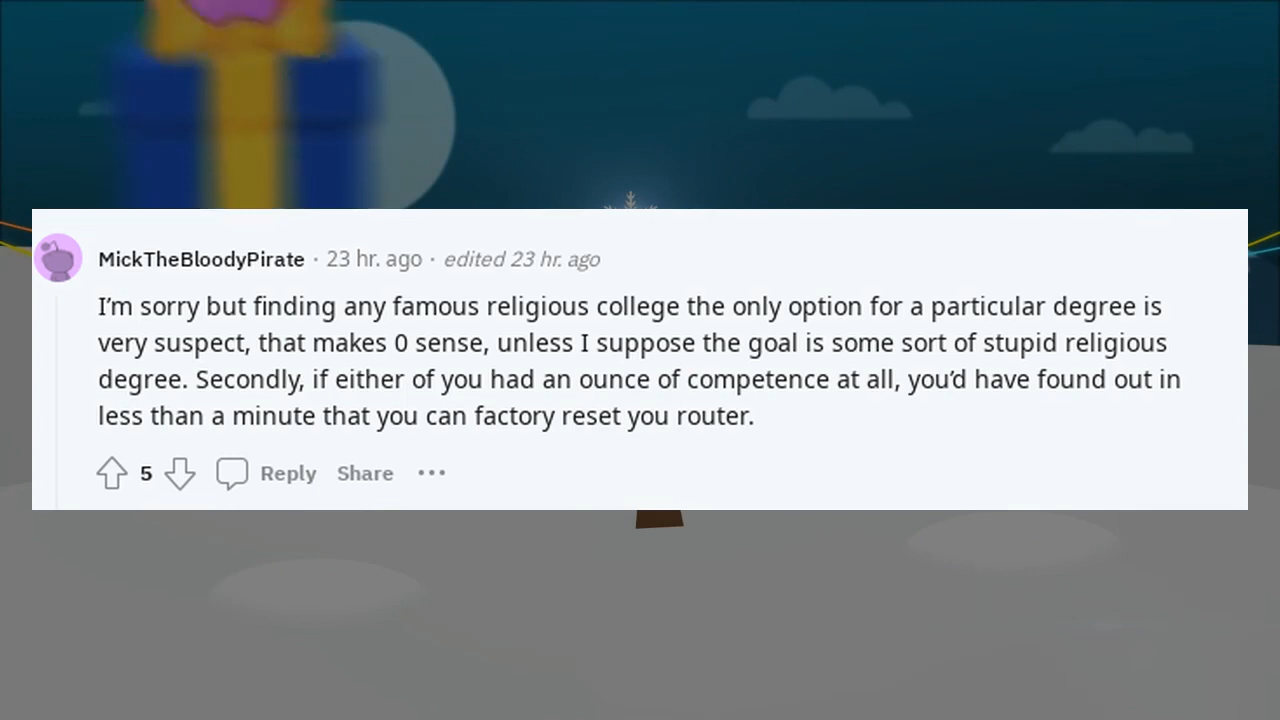 MickTheBloodyPirate · 23 hr. ago · edited 23 hr. ago
I’m sorry but finding any famous religious college the only option for a particular degree is
very suspect, that makes 0 sense, unless I suppose the goal is some sort of stupid religious
degree. Secondly, if either of you had an ounce of competence at all, you’d have found out in
less than a minute that you can factory reset you router.
5 Reply Share ···